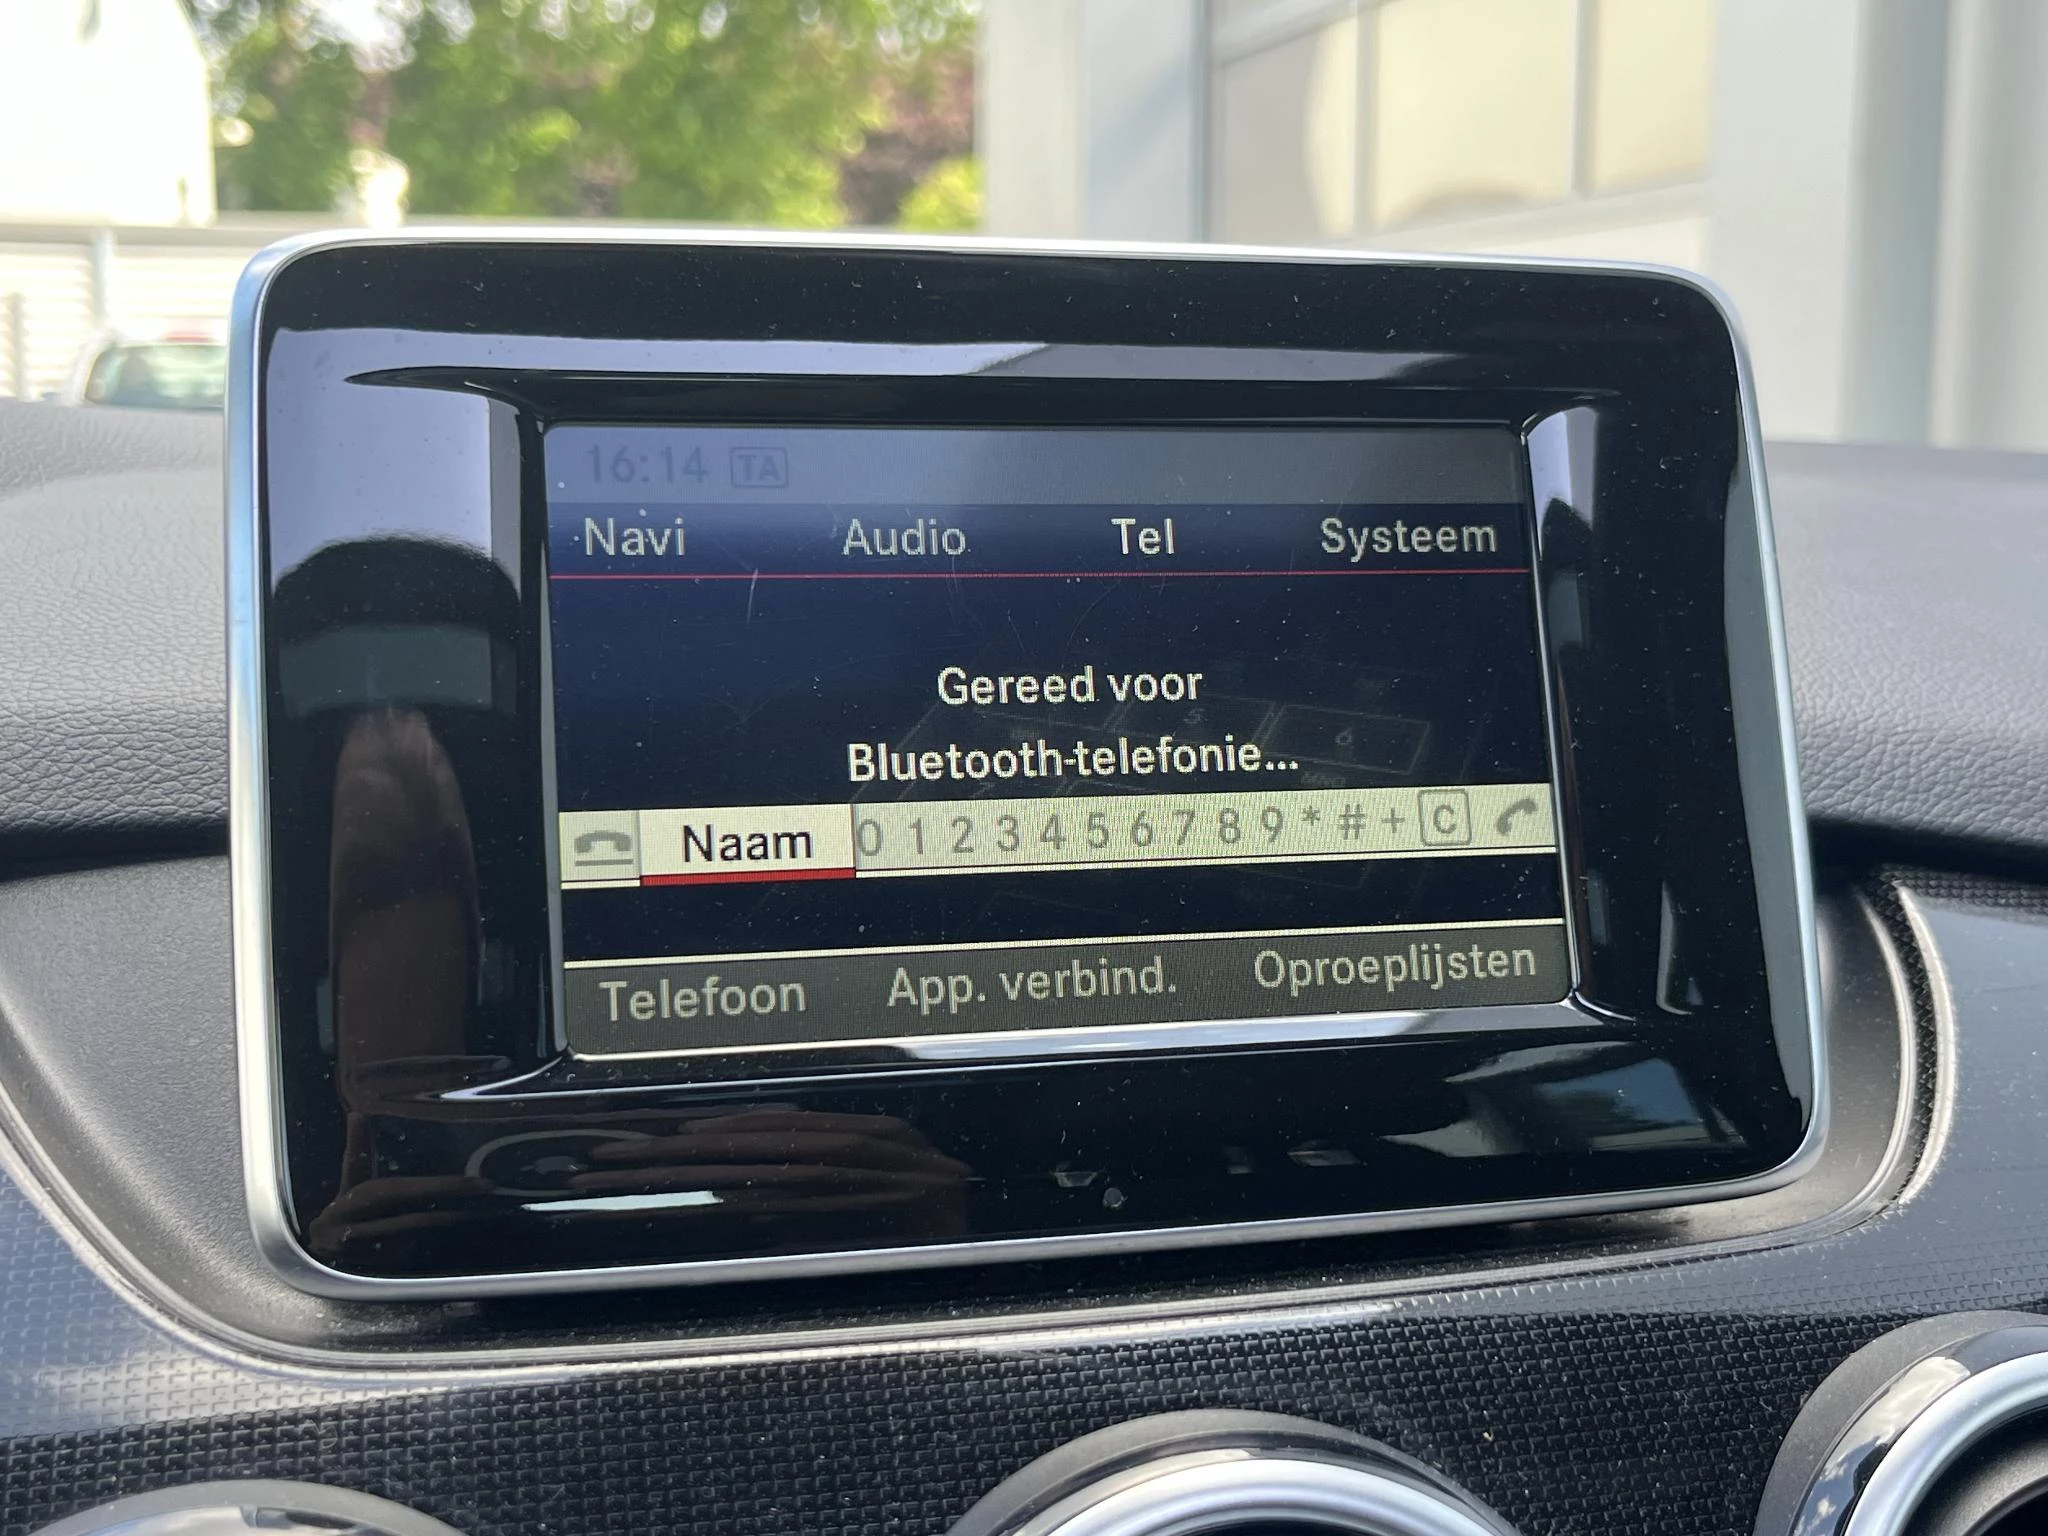 16:14 TA
Navi Audio Tel Systeem
Gereed voor
Bluetooth-telefonie...
Naam 0 1 2 3 4 5 6 7 8 9 * # + C
Telefoon App. verbind. Oproeplijsten